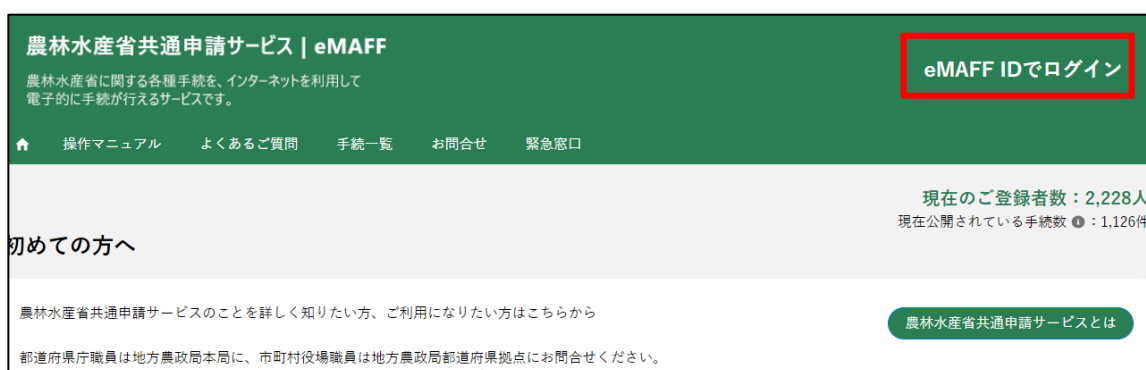 農林水産省共通申請サービス | eMAFF
農林水産省に関する各種手続を、インターネットを利用して
電子的に手続が行えるサービスです。
eMAFF IDでログイン
操作マニュアル よくあるご質問 手続一覧 お問合せ 緊急窓口
現在のご登録者数：2,228人
現在公開されている手続数 ：1,126件
初めての方へ
農林水産省共通申請サービスのことを詳しく知りたい方、ご利用になりたい方はこちらから
農林水産省共通申請サービスとは
都道府県庁職員は地方農政局本局に、市町村役場職員は地方農政局都道府県拠点にお問合せください。